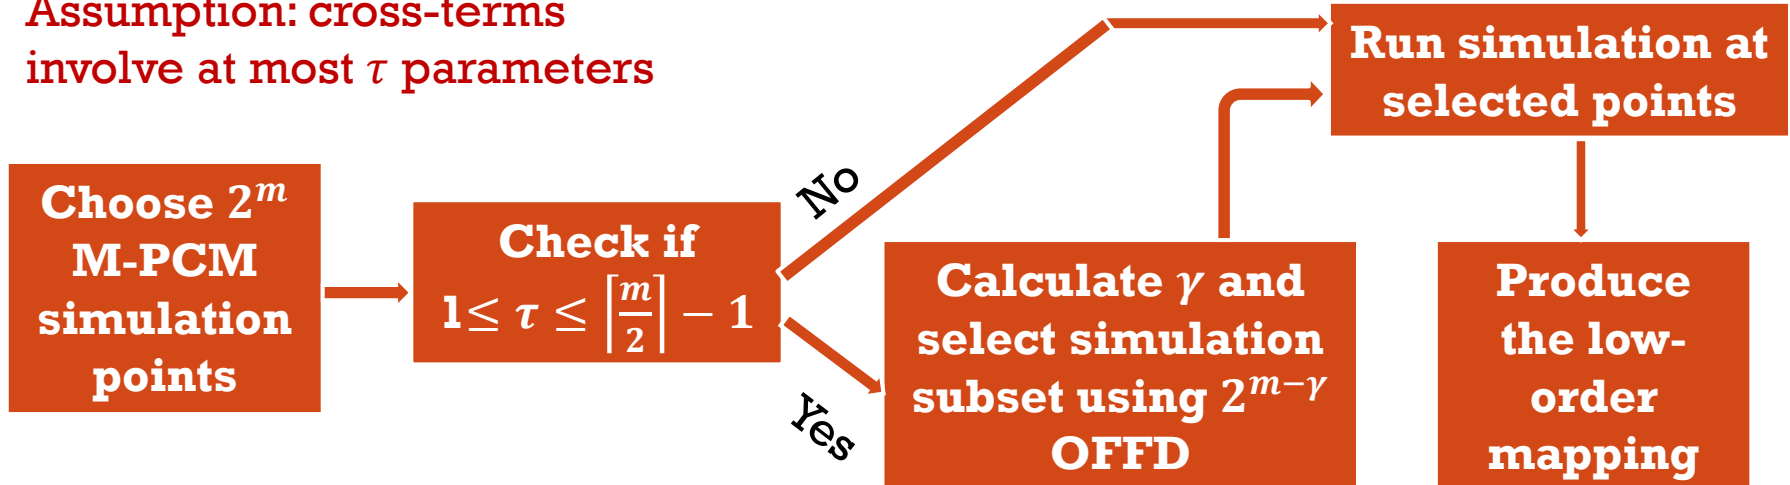 Assumption: cross-terms
involve at most τ parameters
Choose 2^m
M-PCM
simulation
points
Check if
1≤ τ ≤ ⌈m/2⌉ − 1
No
Yes
Calculate γ and
select simulation
subset using 2^{m−γ}
OFFD
Run simulation at
selected points
Produce
the low-
order
mapping